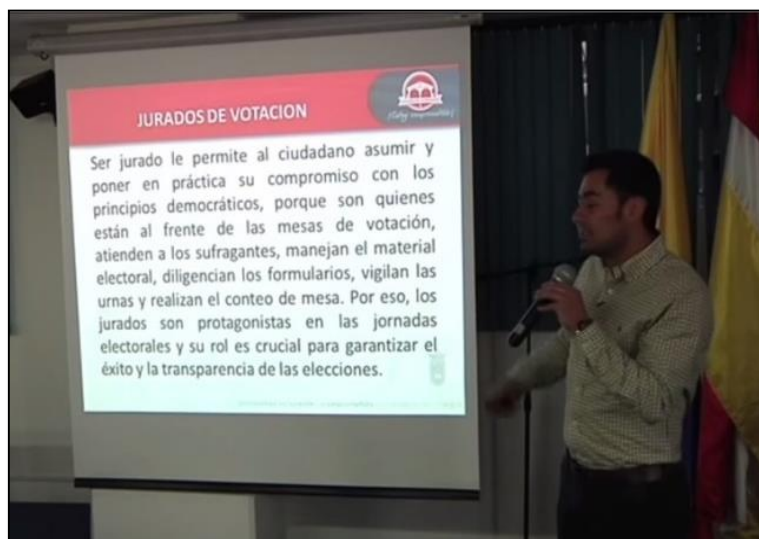 JURADOS DE VOTACION
Ser jurado le permite al ciudadano asumir y
poner en práctica su compromiso con los
principios democráticos, porque son quienes
están al frente de las mesas de votación,
atienden a los sufragantes, manejan el material
electoral, diligencian los formularios, vigilan las
urnas y realizan el conteo de mesa. Por eso, los
jurados son protagonistas en las jornadas
electorales y su rol es crucial para garantizar el
éxito y la transparencia de las elecciones.